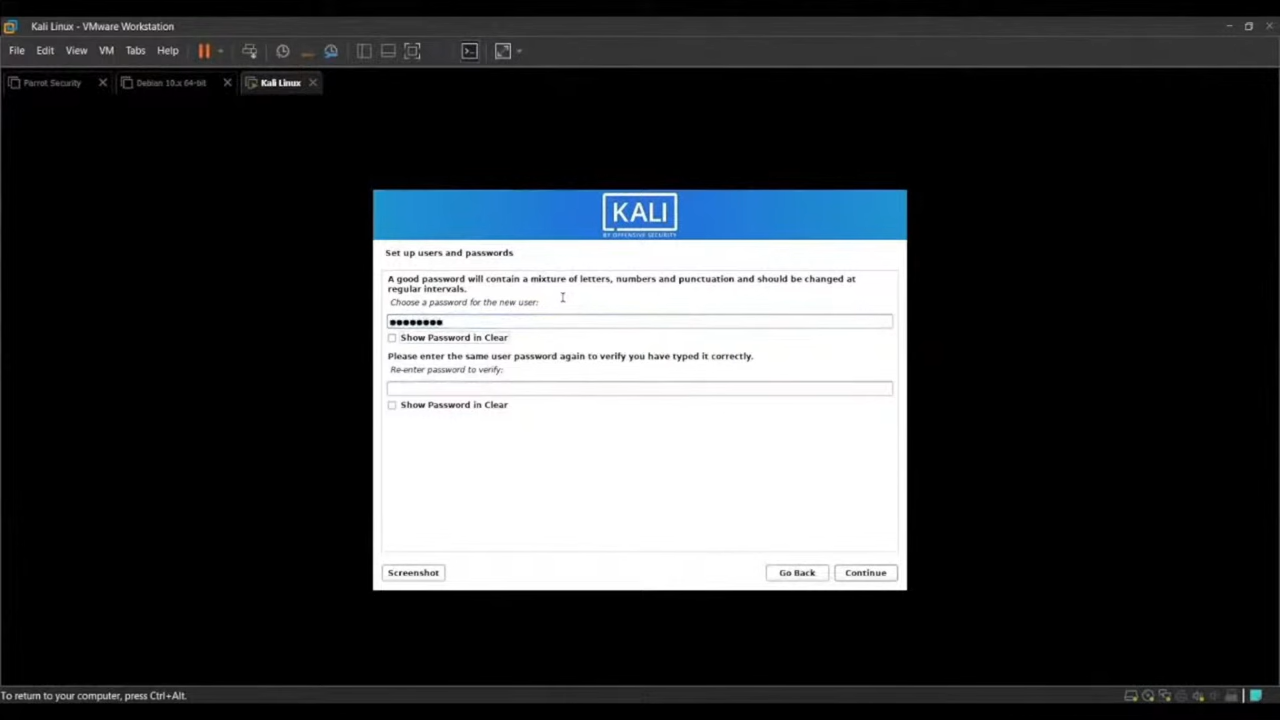 Kali Linux - VMware Workstation
File Edit View VM Tabs Help
Parrot Security Debian 10.x 64-bit Kali Linux
KALI
BY OFFENSIVE SECURITY
Set up users and passwords
A good password will contain a mixture of letters, numbers and punctuation and should be changed at
regular intervals.
Choose a password for the new user:
●●●●●●●●
Show Password in Clear
Please enter the same user password again to verify you have typed it correctly.
Re-enter password to verify:
Show Password in Clear
Screenshot Go Back Continue
To return to your computer, press Ctrl+Alt.